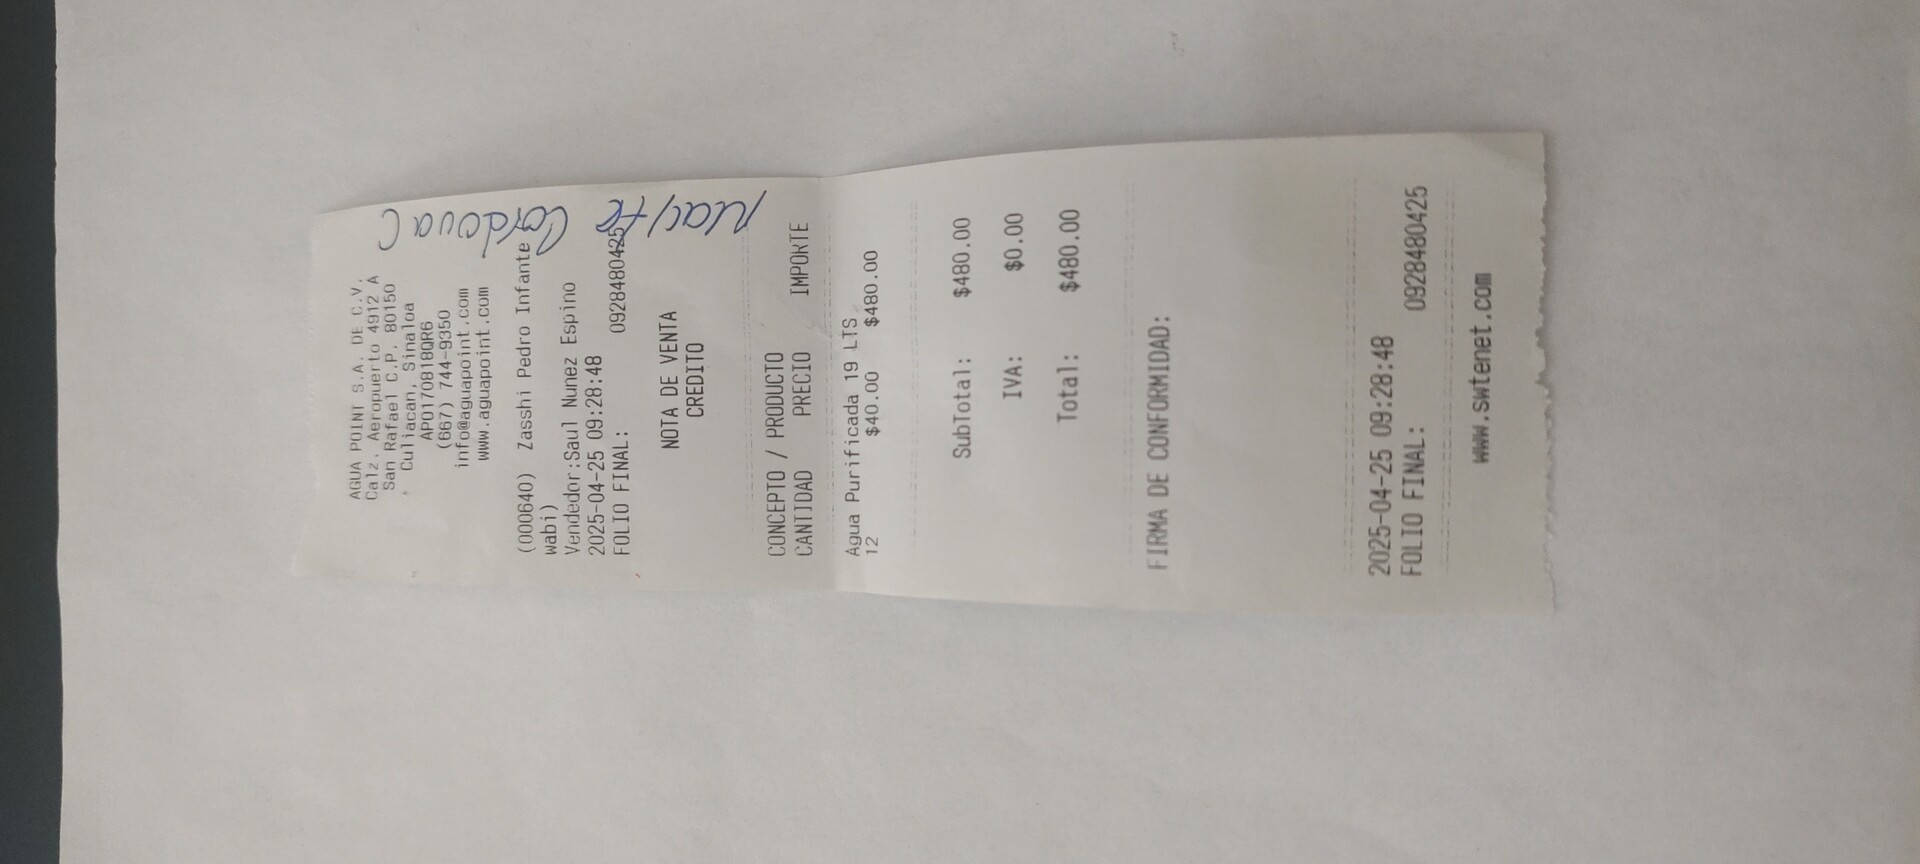 AGUA POINT S.A. DE C.V.
Calz. Aeropuerto 4912 A
San Rafael C.P. 80150
Culiacan, Sinaloa
APO170818QR6
(667) 744-9350
info@aguapoint.com
www.aguapoint.com
(000640) Zasshi Pedro Infante
wabi)
Vendedor:Saul Nunez Espino
2025-04-25 09:28:48
FOLIO FINAL: 0928480425
Mayte Cordova C
NOTA DE VENTA
CREDITO
CONCEPTO / PRODUCTO
CANTIDAD PRECIO IMPORTE
Agua Purificada 19 LTS
12 $40.00 $480.00
SubTotal: $480.00
IVA: $0.00
Total: $480.00
FIRMA DE CONFORMIDAD:
2025-04-25 09:28:48
FOLIO FINAL: 0928480425
www.swtenet.com